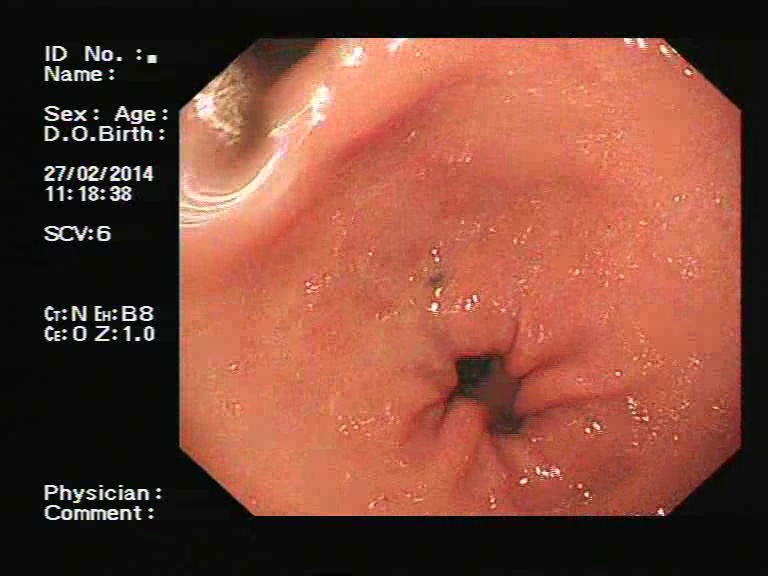 ID No. :
Name:
Sex: Age:
D.O.Birth:
27/02/2014
11:18:38
SCV:6
CT:N EH:B8
CE:0 Z:1.0
Physician:
Comment: